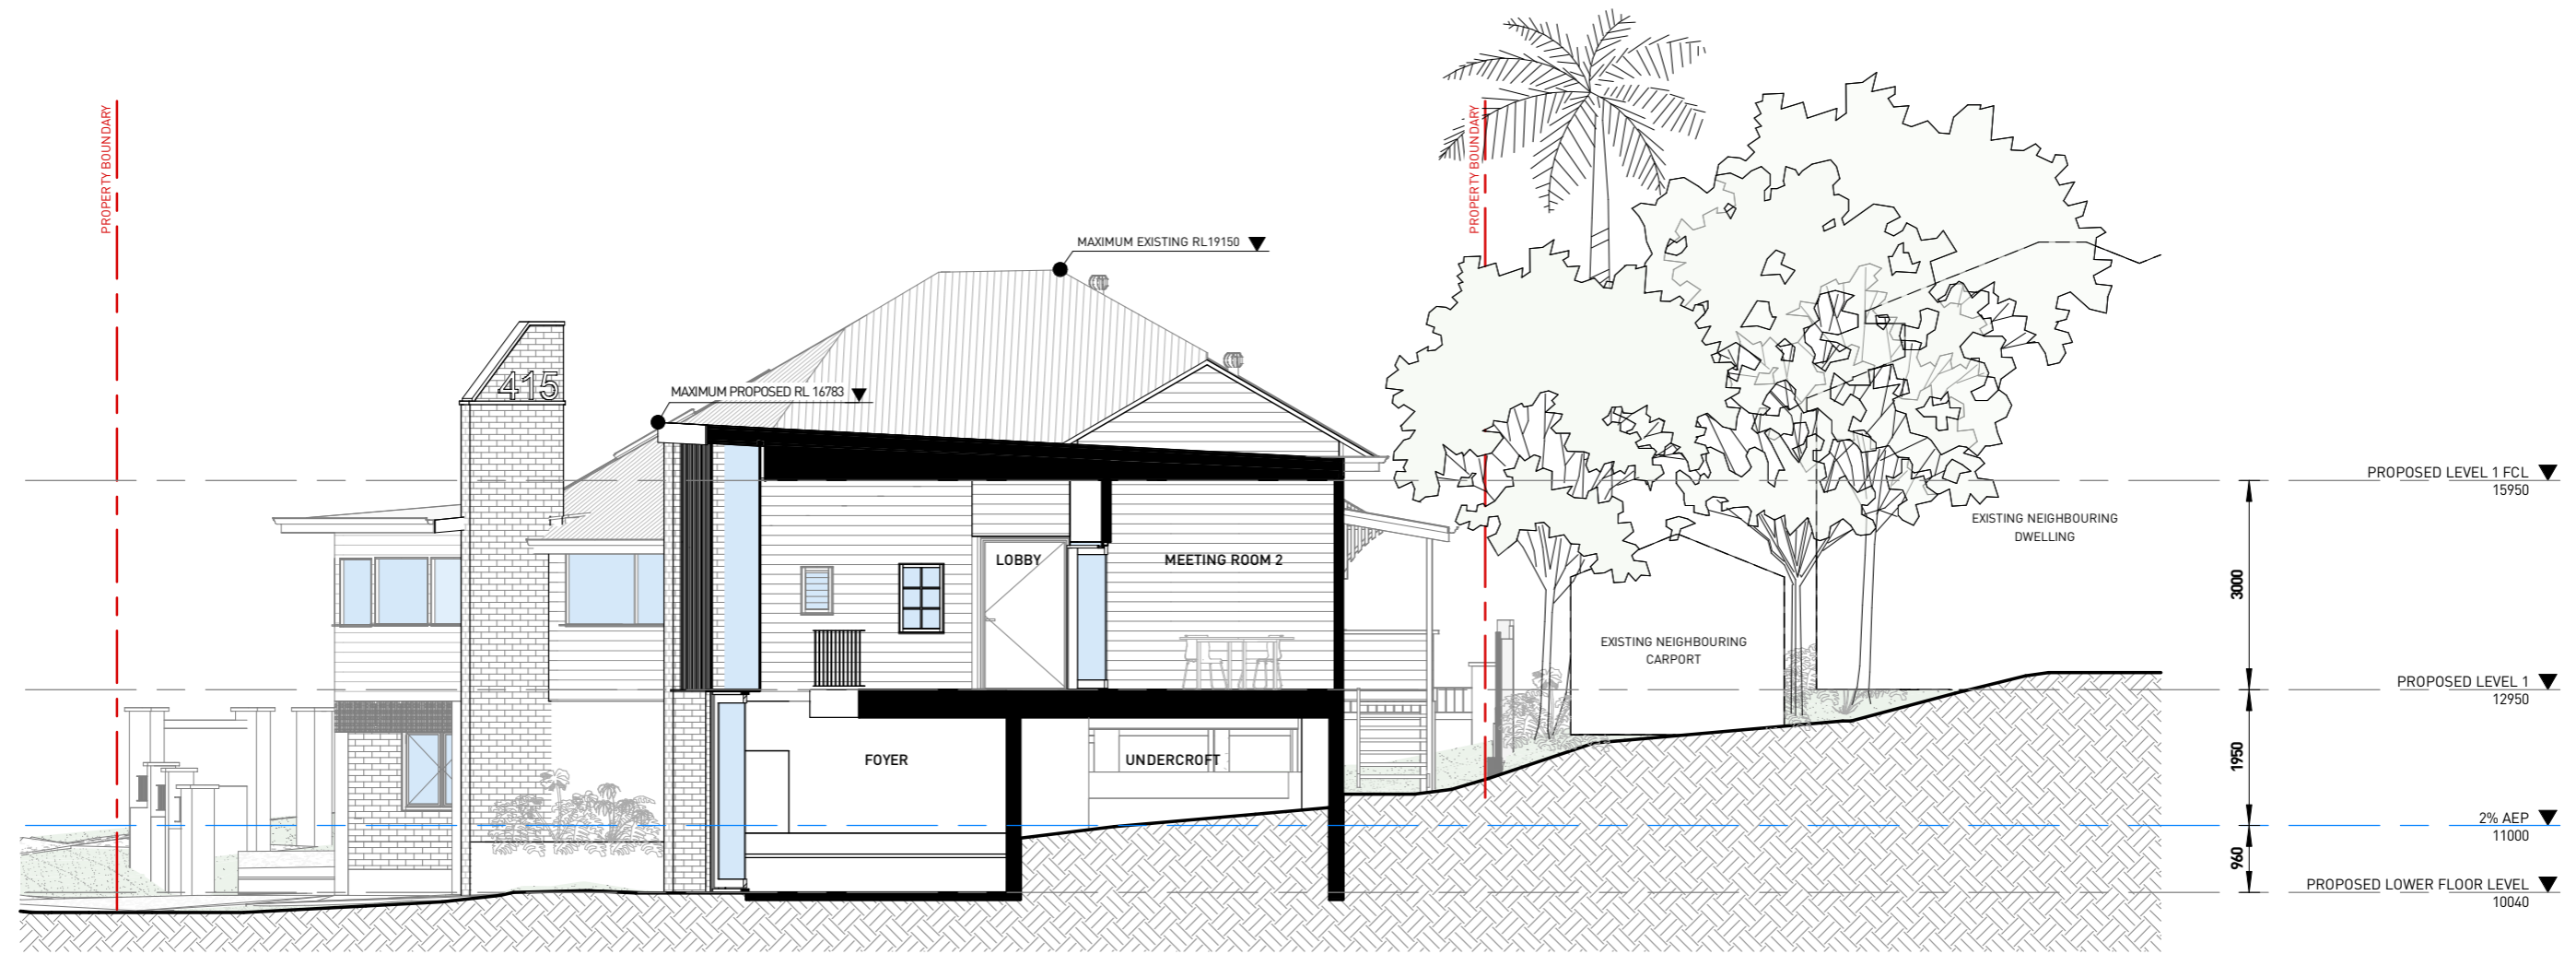 PROPERTY BOUNDARY
PROPERTY BOUNDARY
MAXIMUM EXISTING RL19150
415
MAXIMUM PROPOSED RL 16783
PROPOSED LEVEL 1 FCL
15950
EXISTING NEIGHBOURING
DWELLING
LOBBY
MEETING ROOM 2
3000
EXISTING NEIGHBOURING
CARPORT
PROPOSED LEVEL 1
12950
FOYER
UNDERCROFT
1950
2% AEP
11000
960
PROPOSED LOWER FLOOR LEVEL
10040